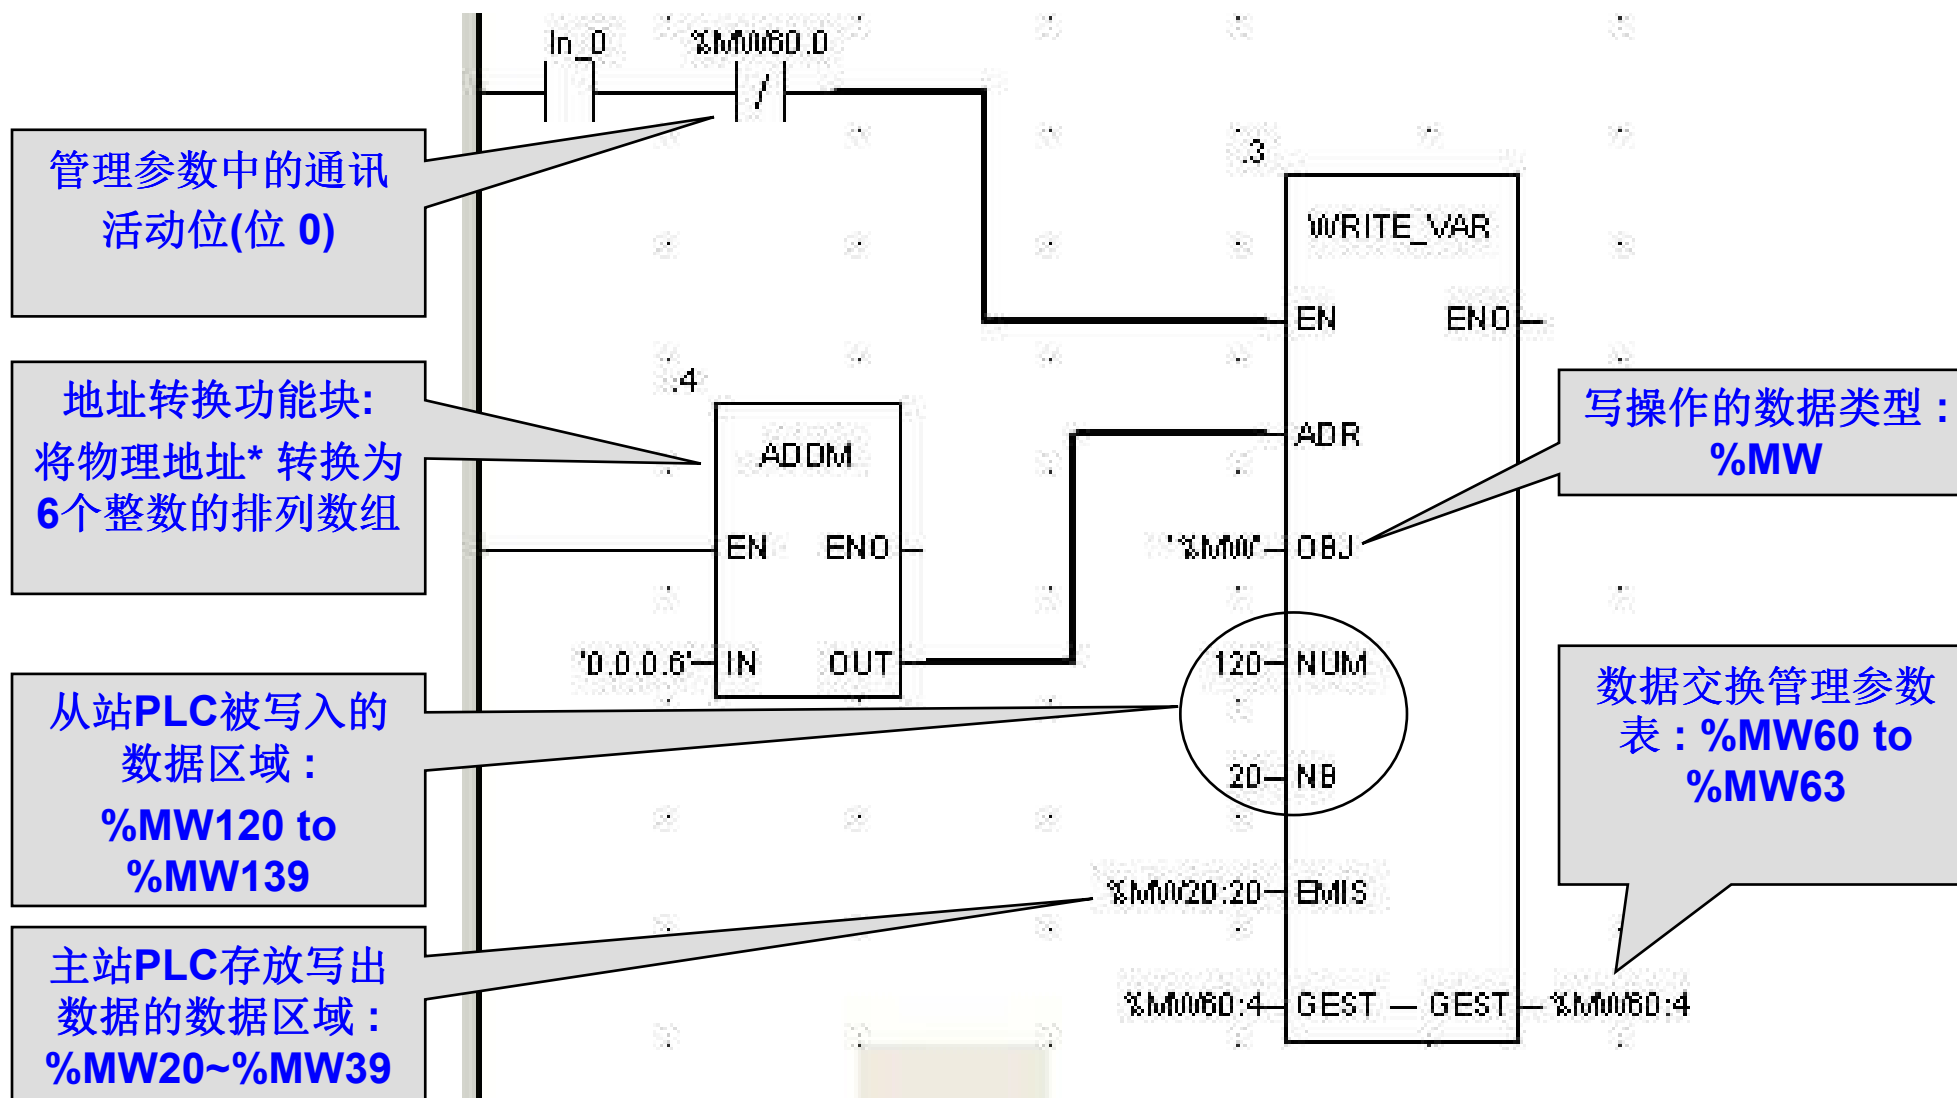 In_0
%MW60.0
/
管理参数中的通讯
活动位(位 0)
.3
WRITE_VAR
EN
ENO
地址转换功能块:
将物理地址* 转换为
6个整数的排列数组
.4
ADDM
EN
ENO
'0.0.0.6'
IN
OUT
ADR
写操作的数据类型：
%MW
'%MW'
OBJ
从站PLC被写入的
数据区域：
%MW120 to
%MW139
120
NUM
20
NB
数据交换管理参数
表：%MW60 to
%MW63
%MW20:20
EMIS
主站PLC存放写出
数据的数据区域：
%MW20~%MW39
%MW60:4
GEST — GEST
%MW60:4